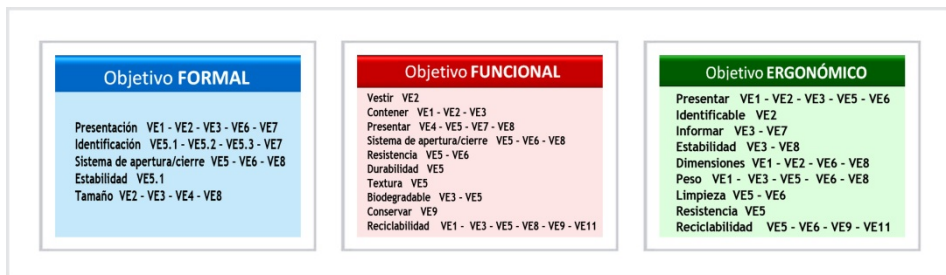 Objetivo FORMAL
Presentación VE1 - VE2 - VE3 - VE6 - VE7
Identificación VE5.1 - VE5.2 - VE5.3 - VE7
Sistema de apertura/cierre VE5 - VE6 - VE8
Estabilidad VE5.1
Tamaño VE2 - VE3 - VE4 - VE8
Objetivo FUNCIONAL
Vestir VE2
Contener VE1 - VE2 - VE3
Presentar VE4 - VE5 - VE7 - VE8
Sistema de apertura/cierre VE5 - VE6 - VE8
Resistencia VE5 - VE6
Durabilidad VE5
Textura VE5
Biodegradable VE3 - VE5
Conservar VE9
Reciclabilidad VE1 - VE3 - VE5 - VE8 - VE9 - VE11
Objetivo ERGONÓMICO
Presentar VE1 - VE2 - VE3 - VE5 - VE6
Identificable VE2
Informar VE3 - VE7
Estabilidad VE3 - VE8
Dimensiones VE1 - VE2 - VE6 - VE8
Peso VE1 - VE3 - VE5 - VE6 - VE8
Limpieza VE5 - VE6
Resistencia VE5
Reciclabilidad VE5 - VE6 - VE9 - VE11